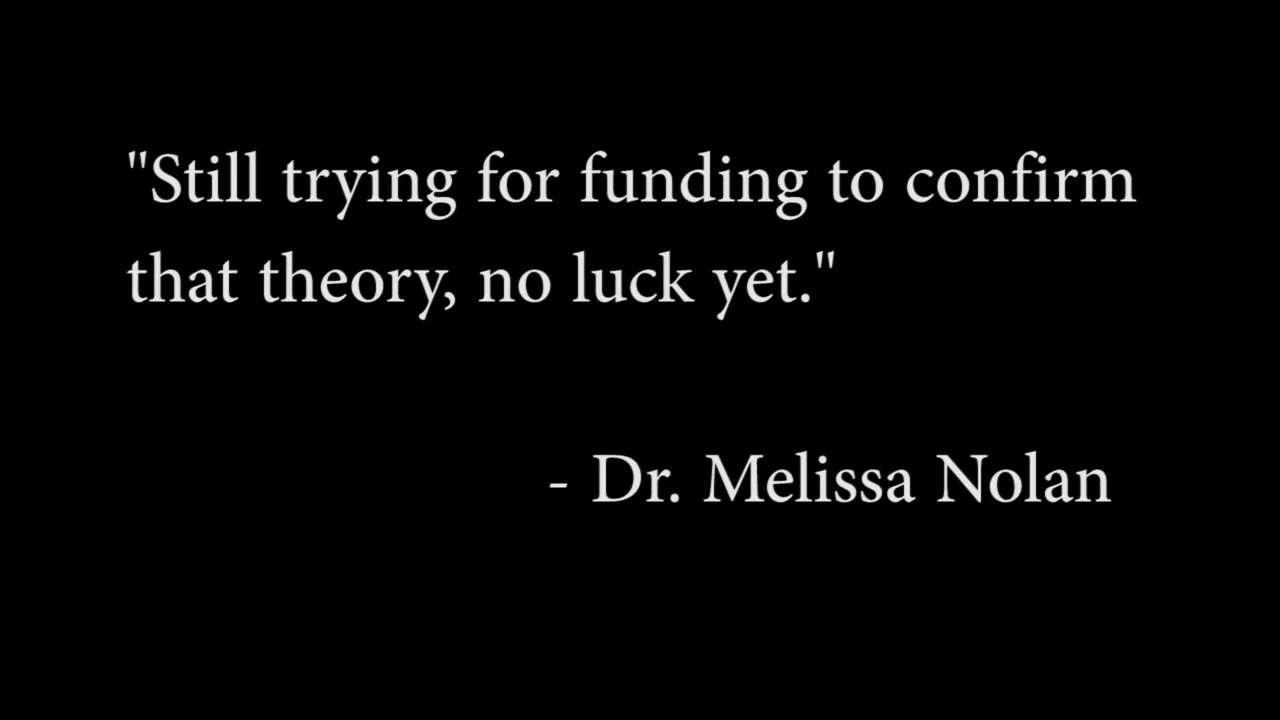 "Still trying for funding to confirm
that theory, no luck yet."
- Dr. Melissa Nolan